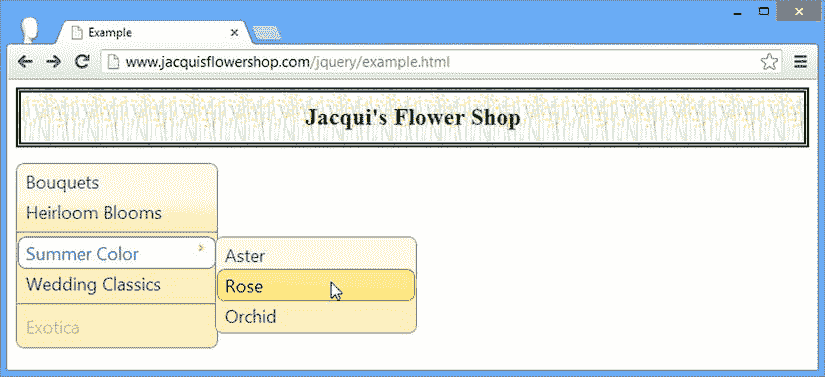 Example
www.jacquisflowershop.com/jquery/example.html
Jacqui's Flower Shop
Bouquets
Heirloom Blooms
Summer Color
Wedding Classics
Exotica
Aster
Rose
Orchid